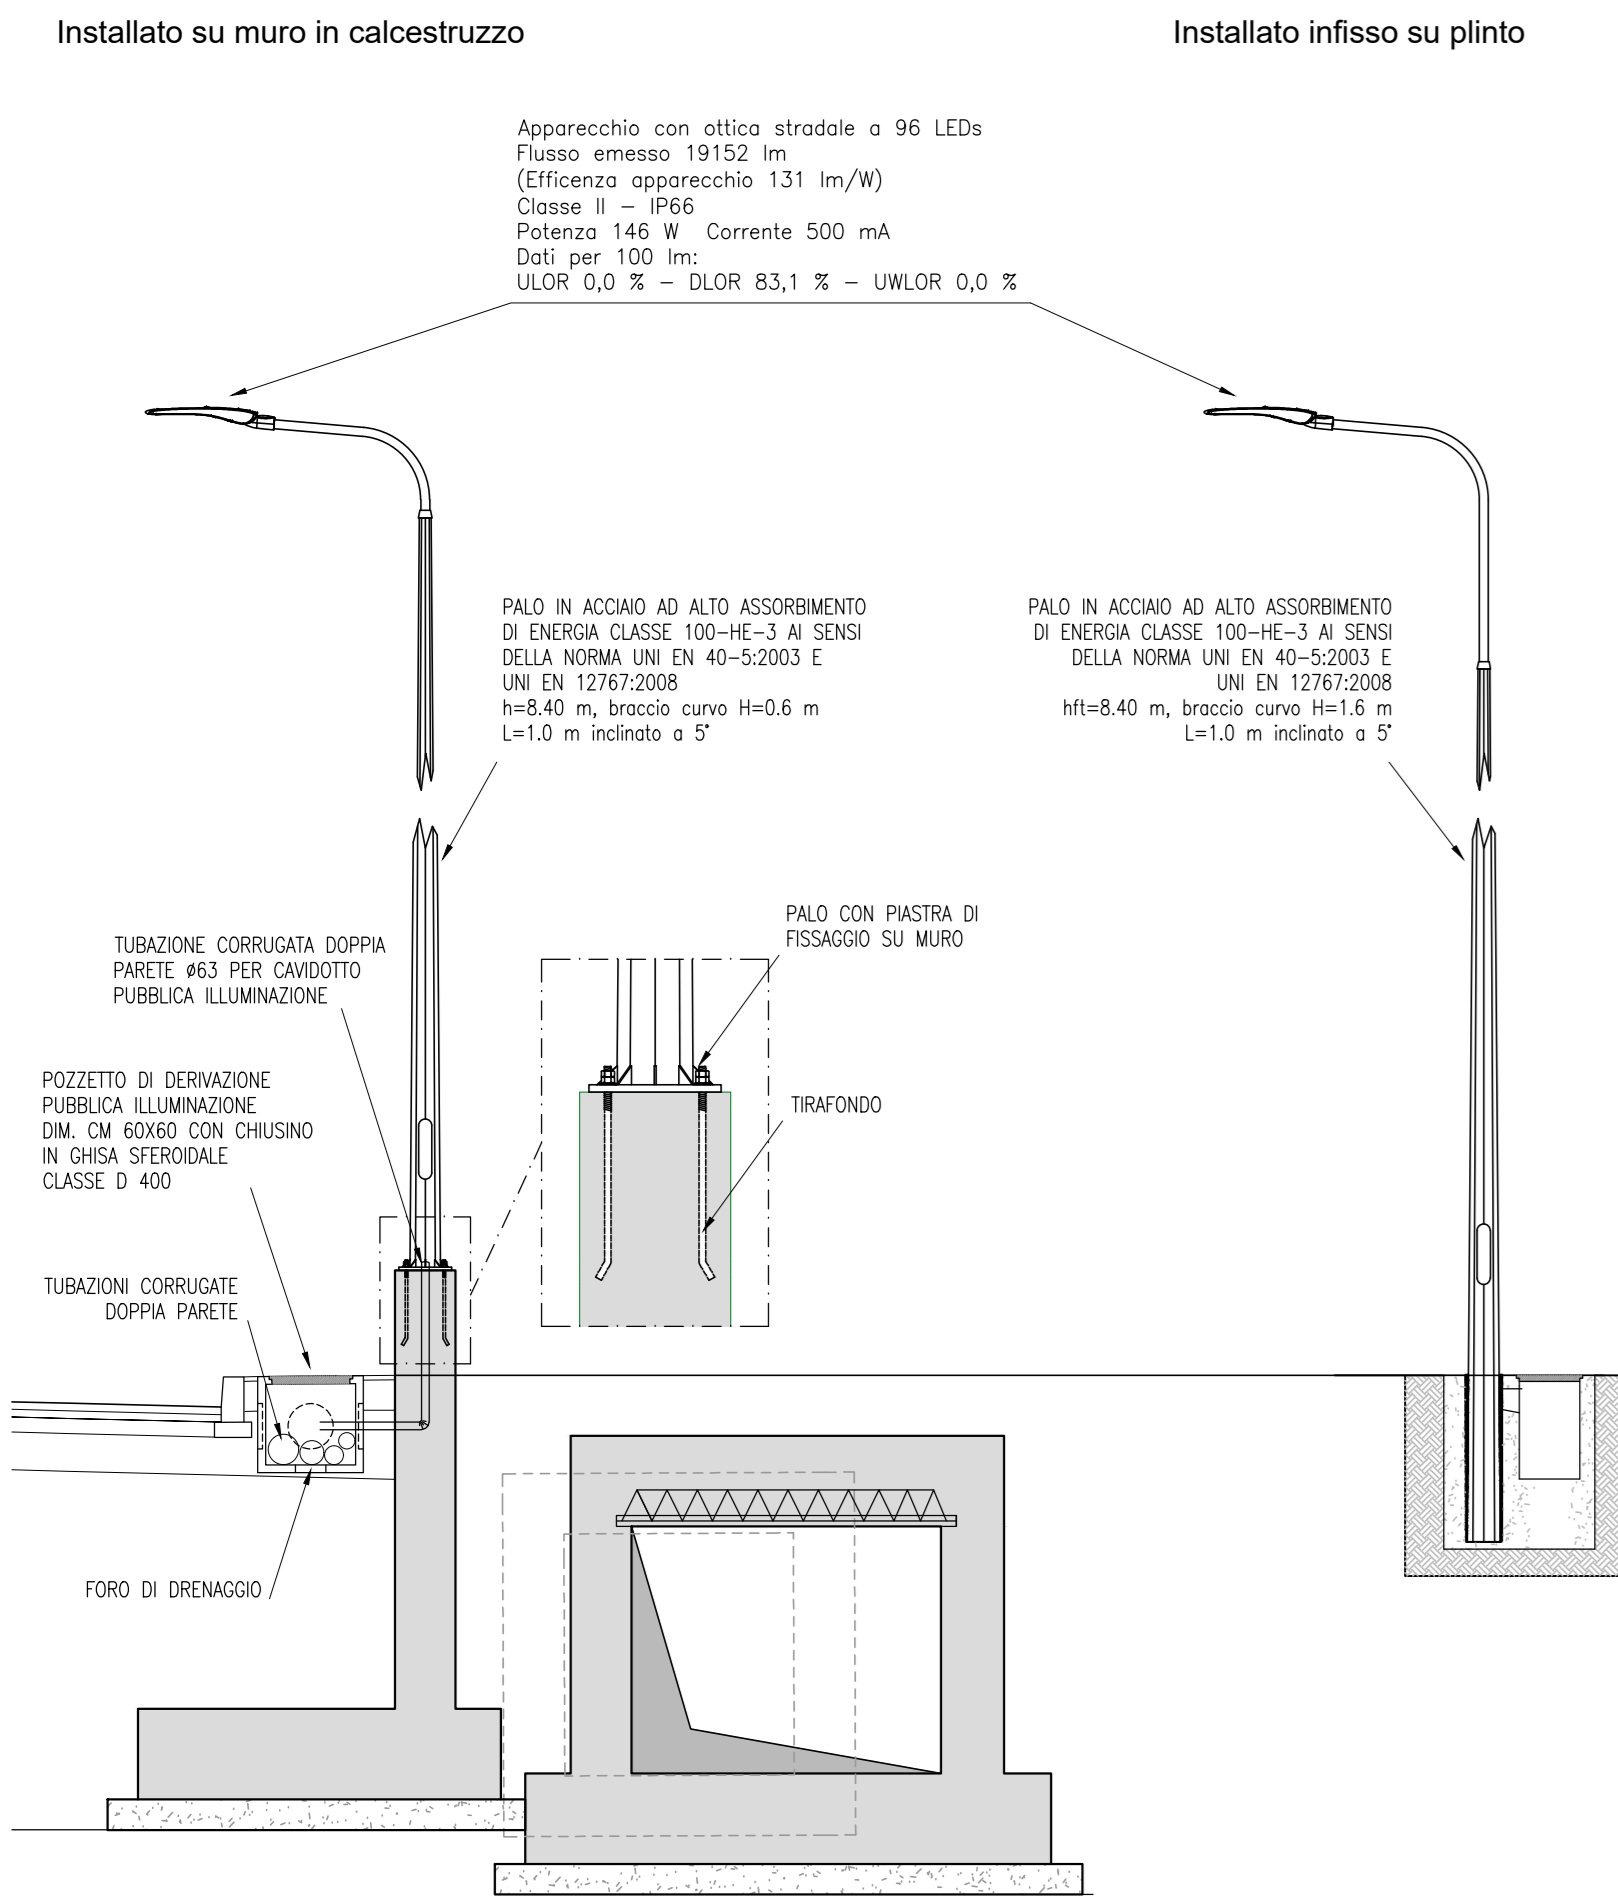 Installato su muro in calcestruzzo
Installato infisso su plinto
Apparecchio con ottica stradale a 96 LEDs
Flusso emesso 19152 lm
(Efficenza apparecchio 131 lm/W)
Classe II – IP66
Potenza 146 W Corrente 500 mA
Dati per 100 lm:
ULOR 0,0 % – DLOR 83,1 % – UWLOR 0,0 %
PALO IN ACCIAIO AD ALTO ASSORBIMENTO
DI ENERGIA CLASSE 100–HE–3 AI SENSI
DELLA NORMA UNI EN 40–5:2003 E
UNI EN 12767:2008
h=8.40 m, braccio curvo H=0.6 m
L=1.0 m inclinato a 5°
PALO IN ACCIAIO AD ALTO ASSORBIMENTO
DI ENERGIA CLASSE 100–HE–3 AI SENSI
DELLA NORMA UNI EN 40–5:2003 E
UNI EN 12767:2008
hft=8.40 m, braccio curvo H=1.6 m
L=1.0 m inclinato a 5°
PALO CON PIASTRA DI
FISSAGGIO SU MURO
TUBAZIONE CORRUGATA DOPPIA
PARETE ø63 PER CAVIDOTTO
PUBBLICA ILLUMINAZIONE
POZZETTO DI DERIVAZIONE
PUBBLICA ILLUMINAZIONE
DIM. CM 60X60 CON CHIUSINO
IN GHISA SFEROIDALE
CLASSE D 400
TIRAFONDO
TUBAZIONI CORRUGATE
DOPPIA PARETE
FORO DI DRENAGGIO